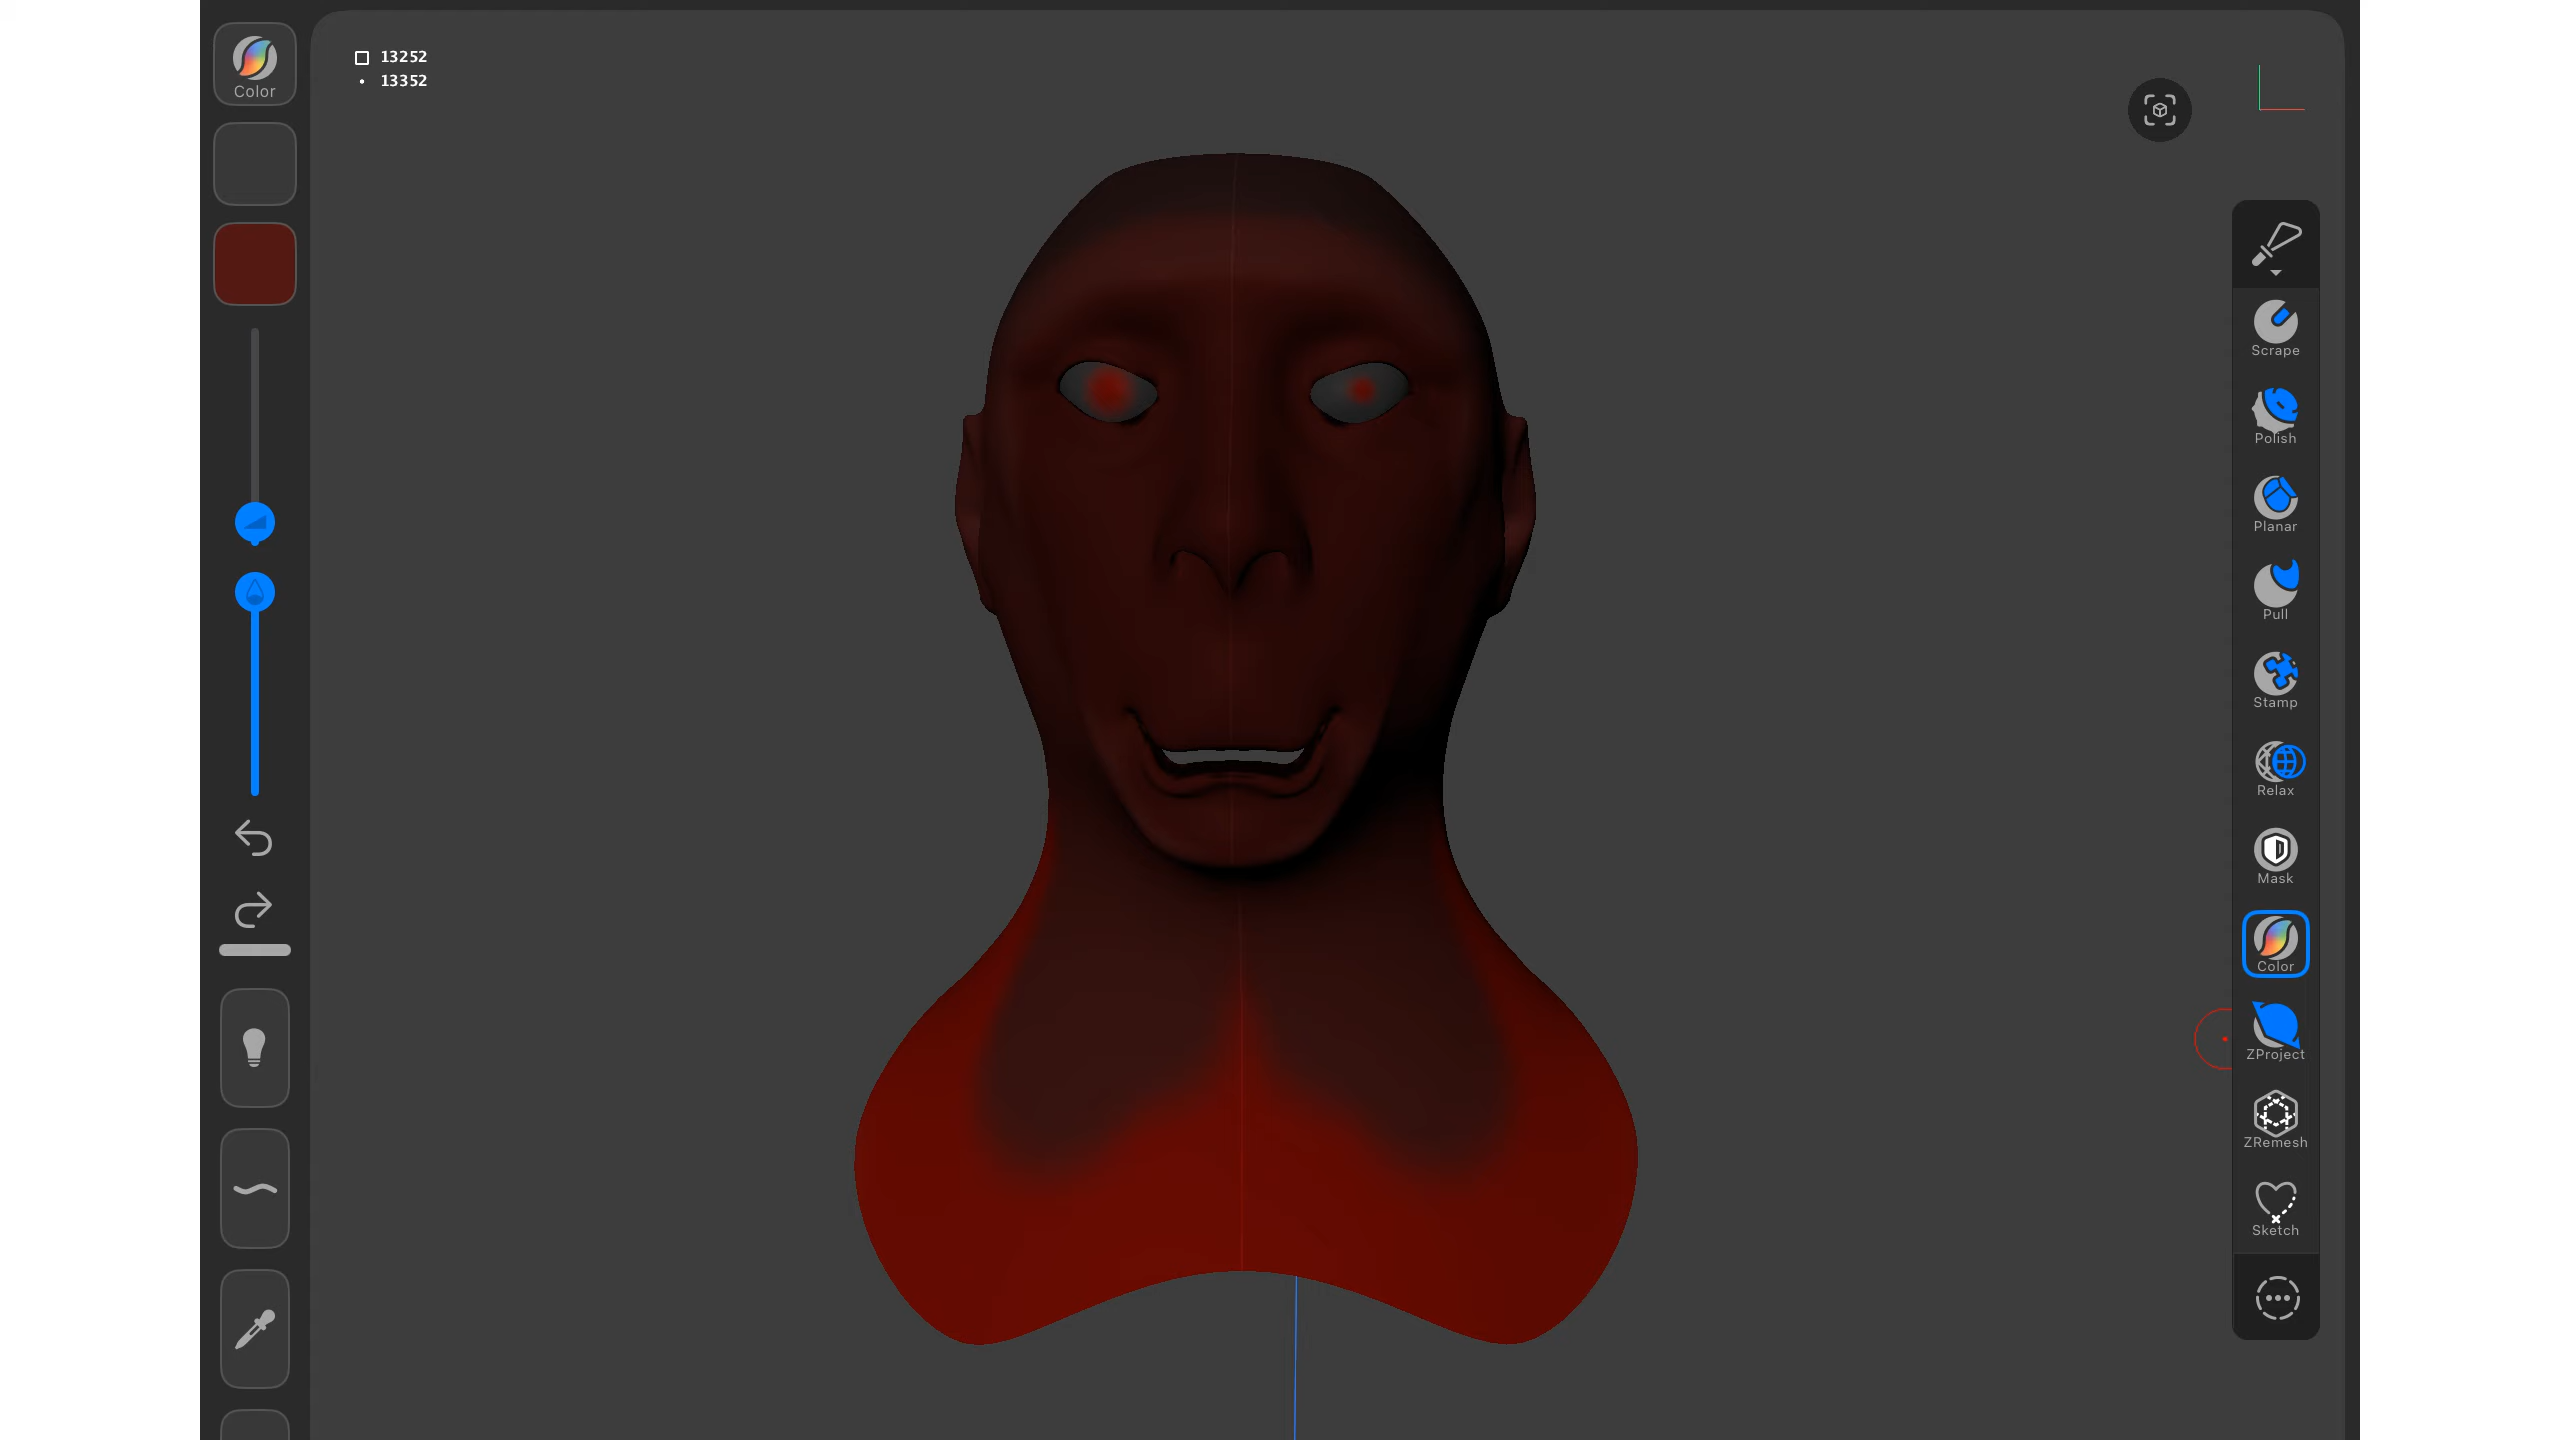 Color
13252
13352
Scrape
Polish
Planar
Pull
Stamp
Relax
Mask
Color
ZProject
ZRemesh
Sketch